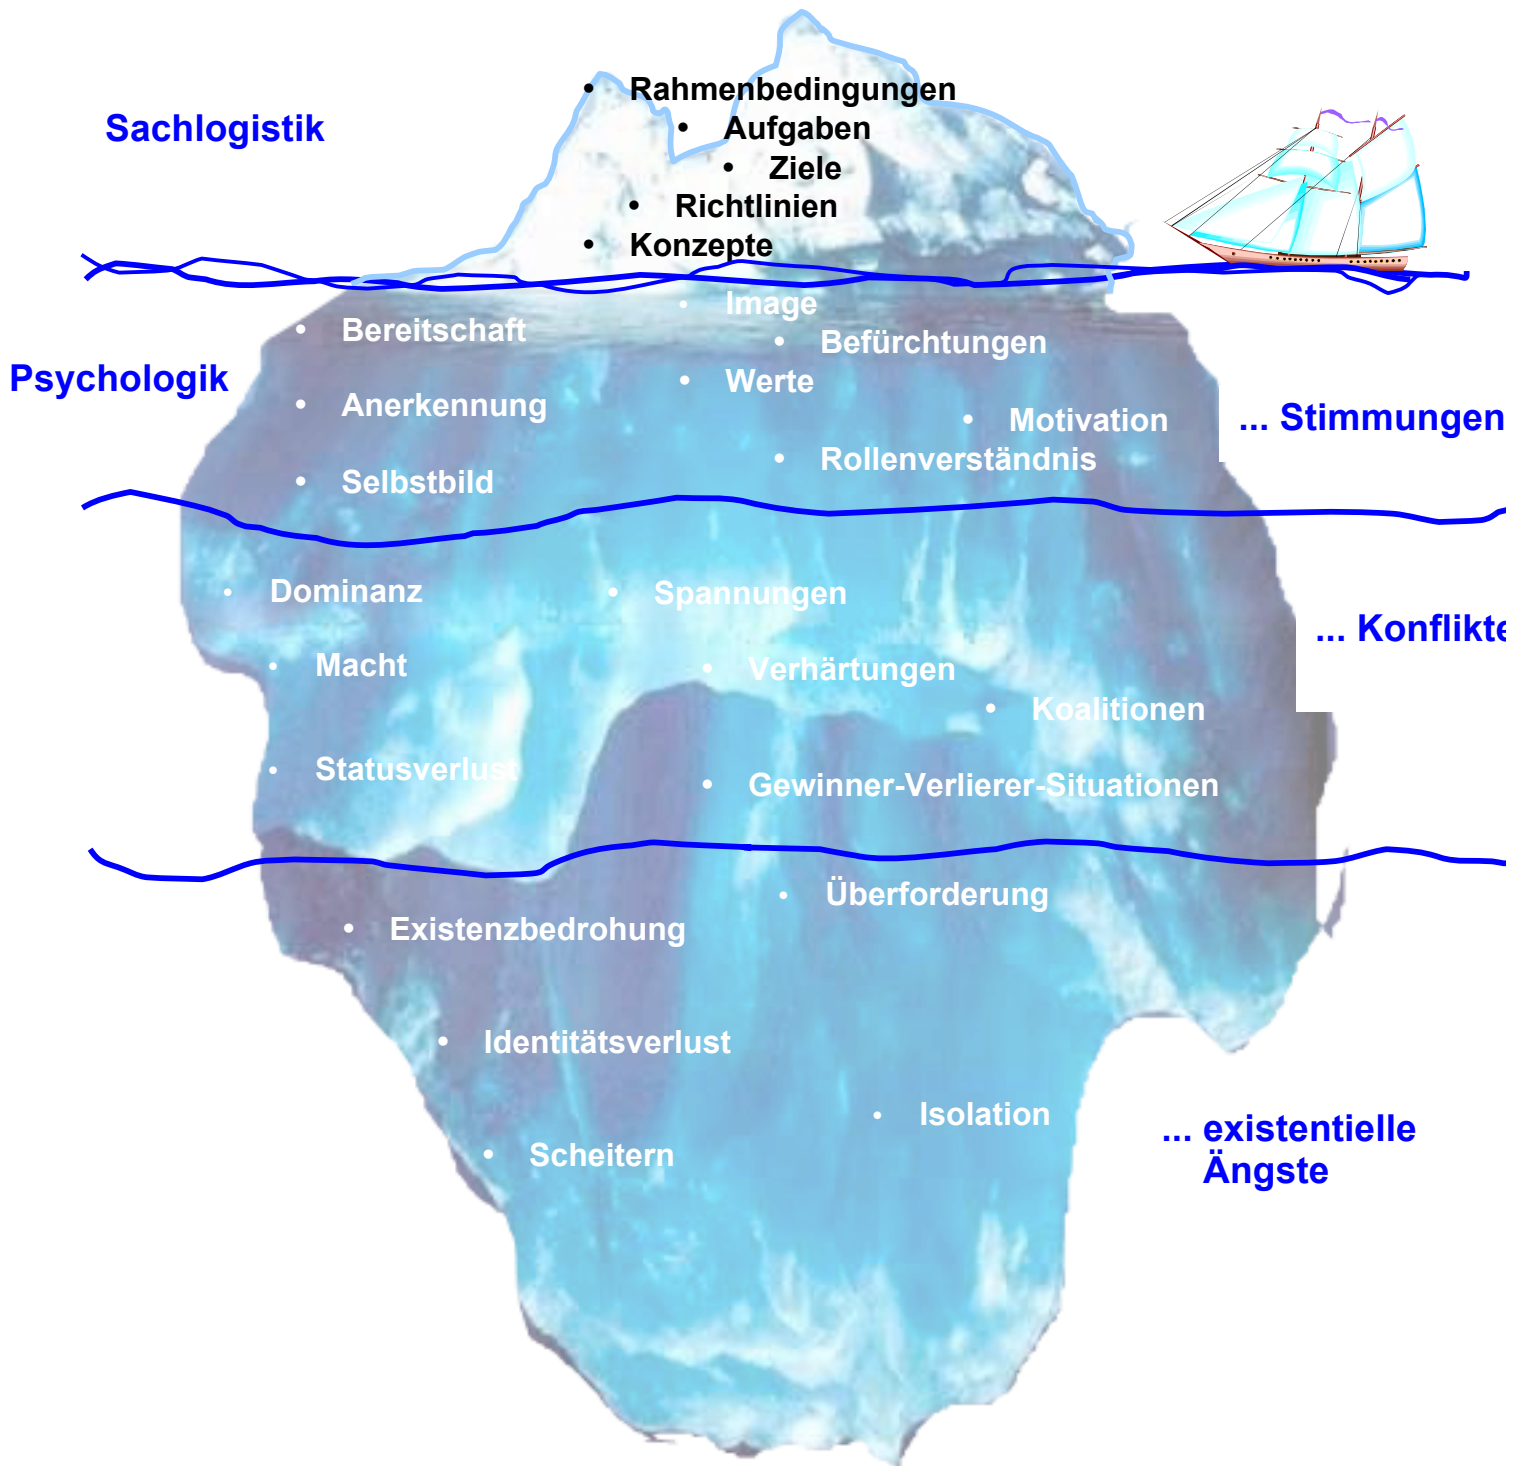 Sachlogistik
• Rahmenbedingungen
• Aufgaben
• Ziele
• Richtlinien
• Konzepte
Psychologik
• Image
• Bereitschaft
• Befürchtungen
• Werte
• Anerkennung
• Motivation
... Stimmungen
• Rollenverständnis
• Selbstbild
• Dominanz
• Spannungen
... Konflikte
• Macht
• Verhärtungen
• Koalitionen
• Statusverlust
• Gewinner-Verlierer-Situationen
• Überforderung
• Existenzbedrohung
• Identitätsverlust
• Isolation
• Scheitern
... existentielle
Ängste